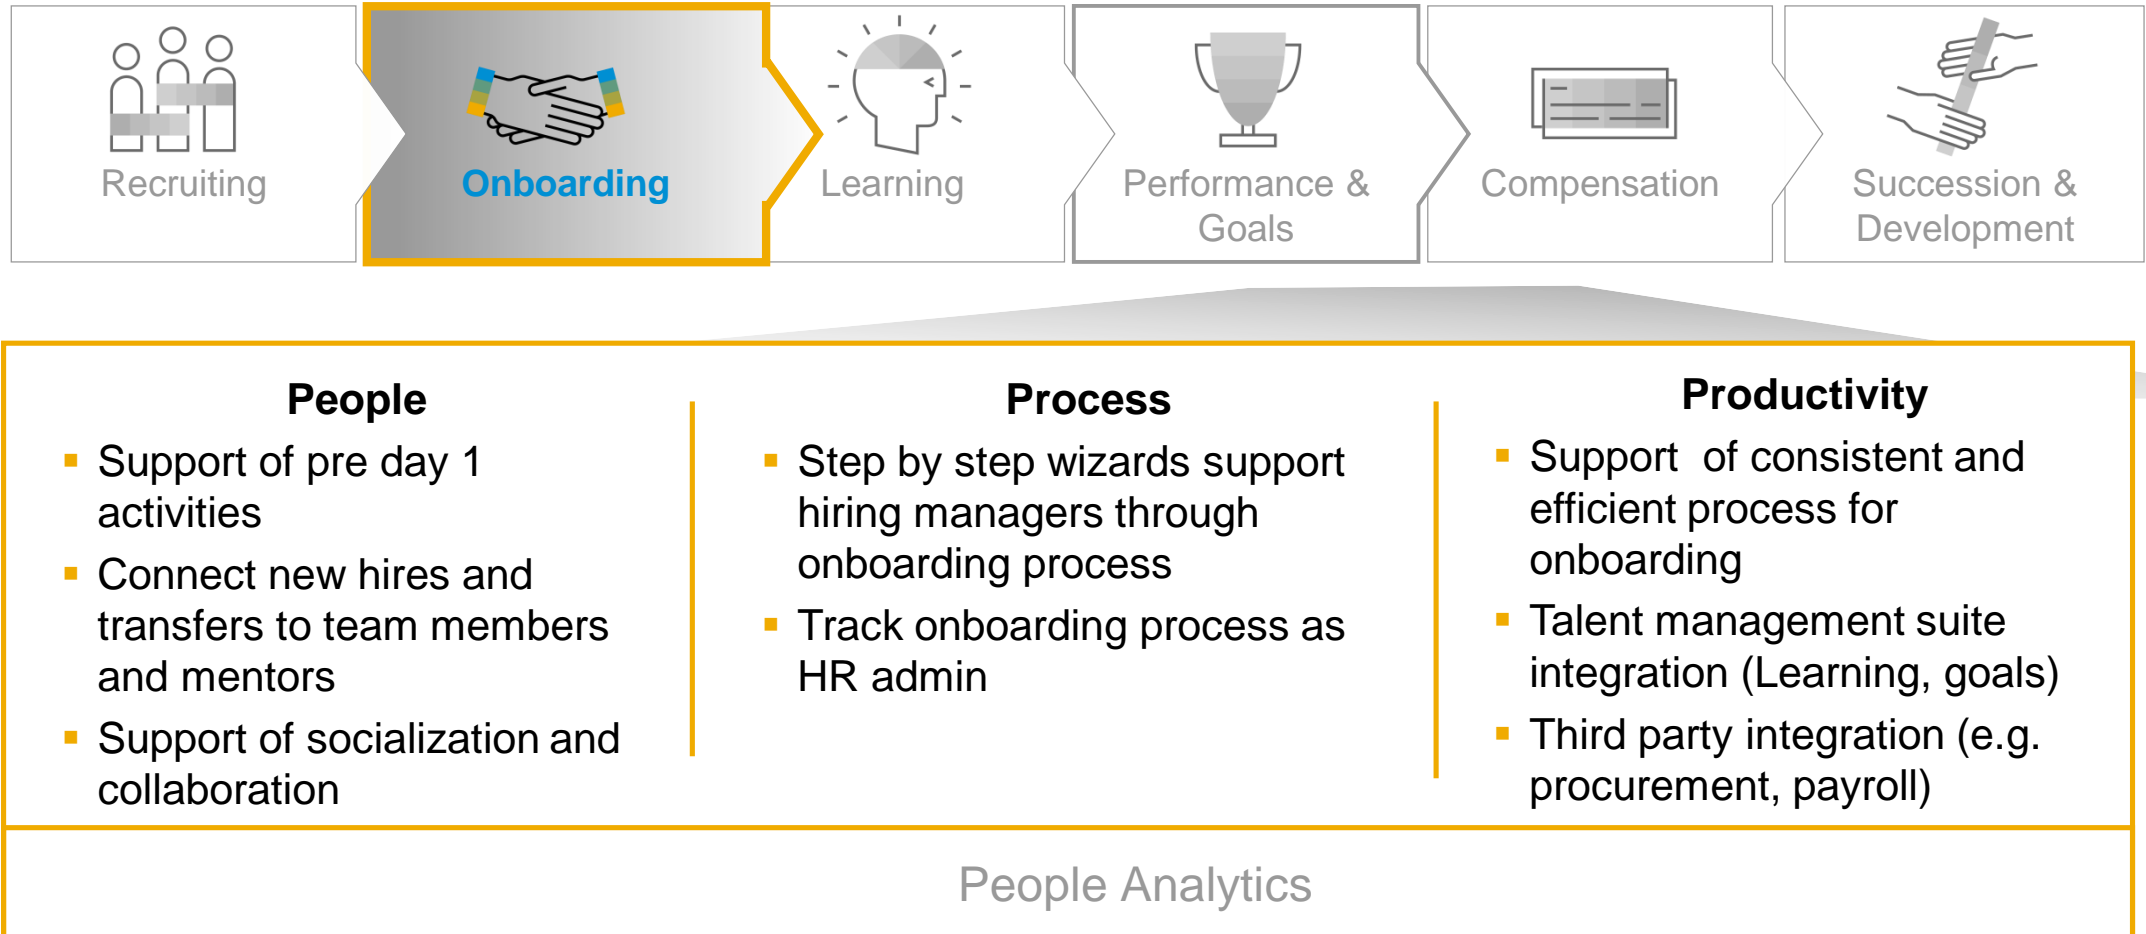 Recruiting
Onboarding
Learning
Performance &
Goals
Compensation
Succession &
Development
People
Support of pre day 1
activities
Connect new hires and
transfers to team members
and mentors
Support of socialization and
collaboration
Process
Step by step wizards support
hiring managers through
onboarding process
Track onboarding process as
HR admin
Productivity
Support  of consistent and
efficient process for
onboarding
Talent management suite
integration (Learning, goals)
Third party integration (e.g.
procurement, payroll)
People Analytics